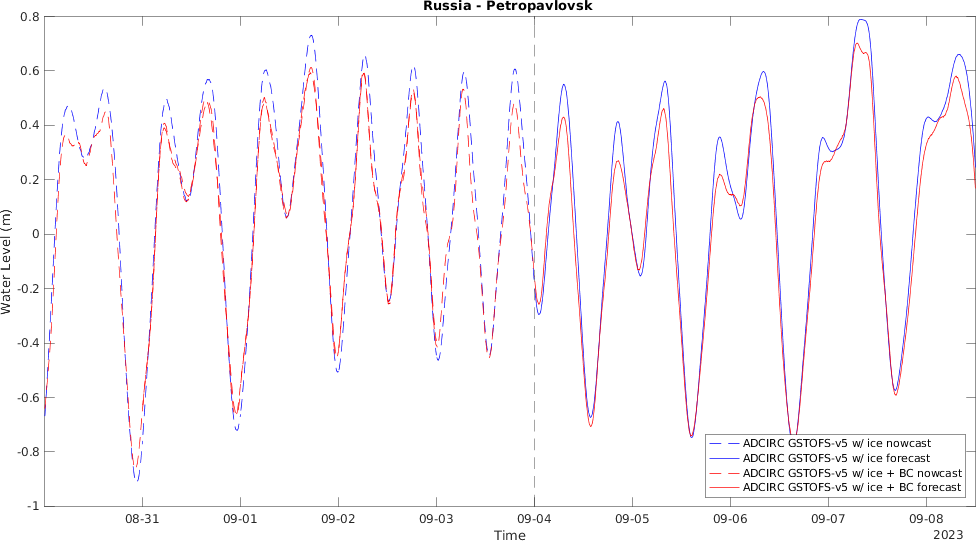 Russia - Petropavlovsk
0.8
0.6
0.4
0.2
0
-0.2
-0.4
-0.6
-0.8
-1
Water Level (m)
ADCIRC GSTOFS-v5 w/ ice nowcast
ADCIRC GSTOFS-v5 w/ ice forecast
ADCIRC GSTOFS-v5 w/ ice + BC nowcast
ADCIRC GSTOFS-v5 w/ ice + BC forecast
08-31 09-01 09-02 09-03 09-04 09-05 09-06 09-07 09-08
Time
2023